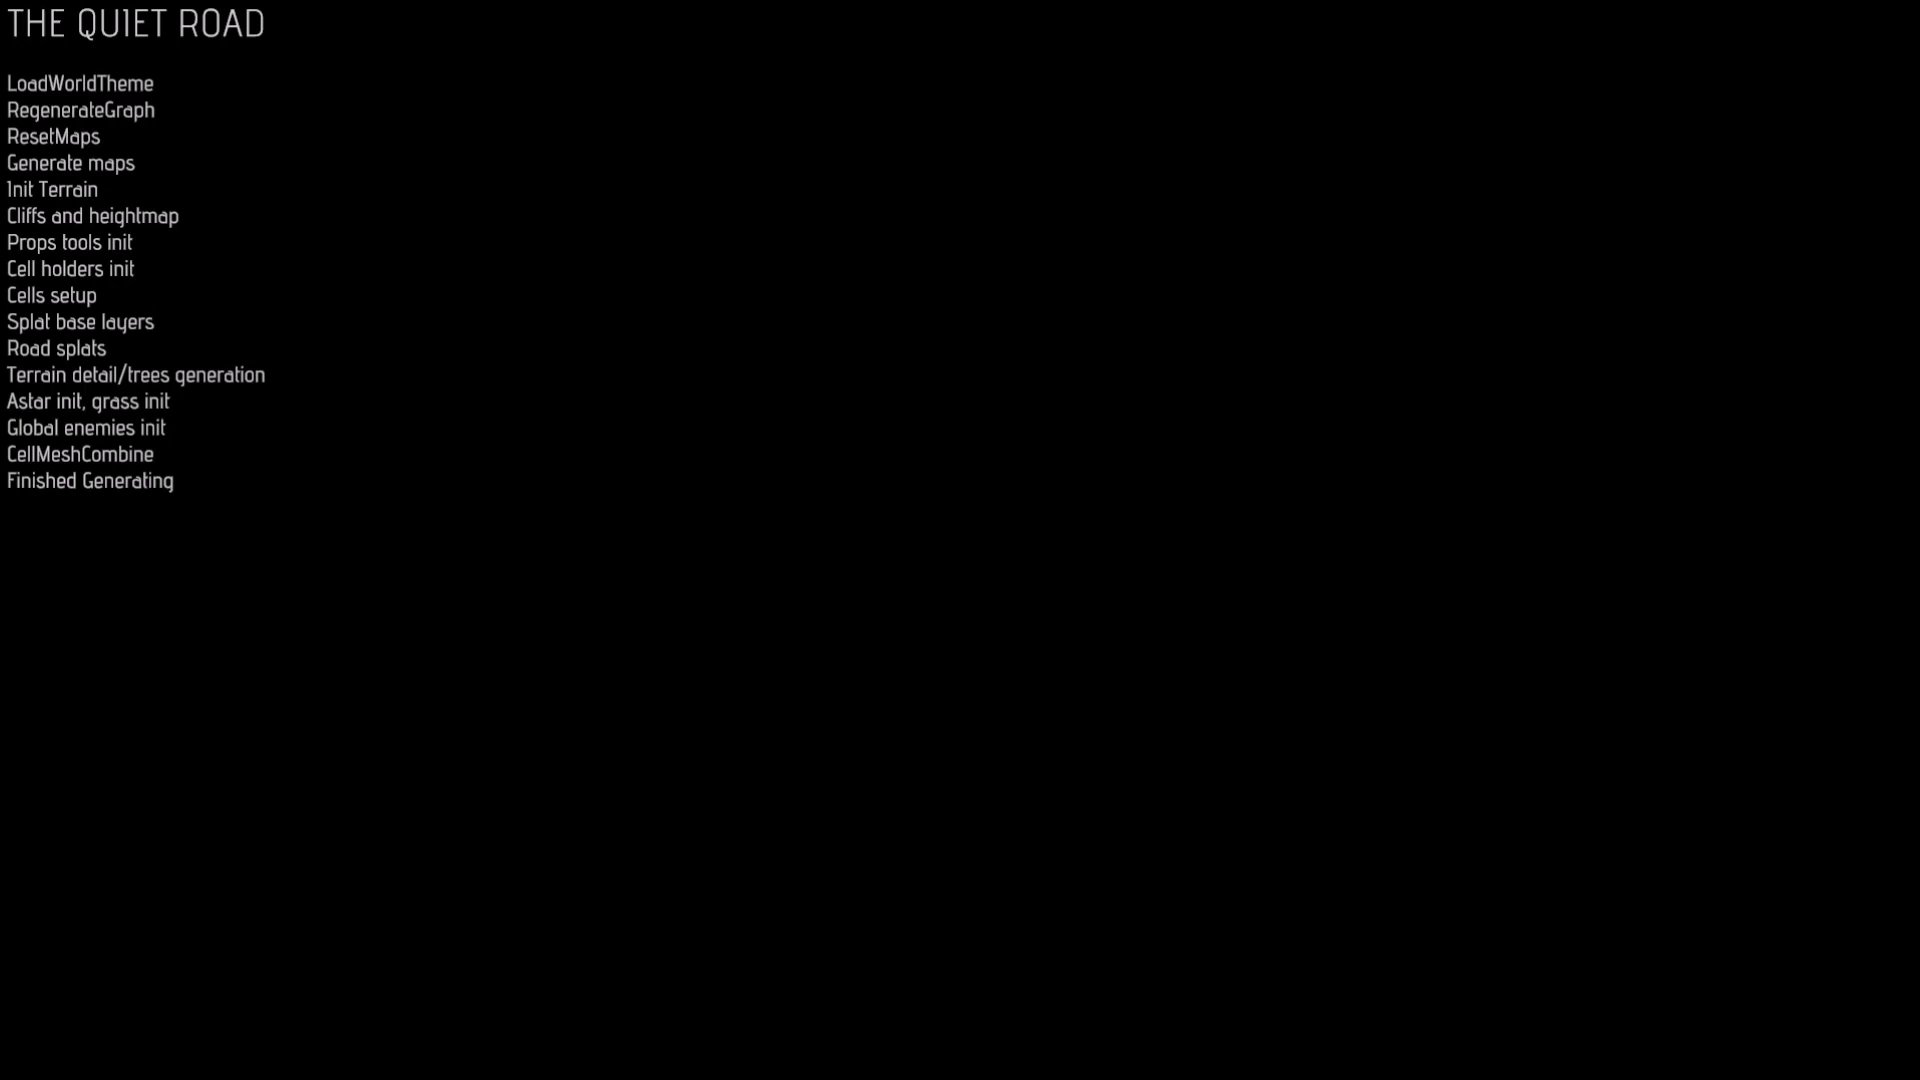 THE QUIET ROAD
LoadWorldTheme
RegenerateGraph
ResetMaps
Generate maps
Init Terrain
Cliffs and heightmap
Props tools init
Cell holders init
Cells setup
Splat base layers
Road splats
Terrain detail/trees generation
Astar init, grass init
Global enemies init
CellMeshCombine
Finished Generating